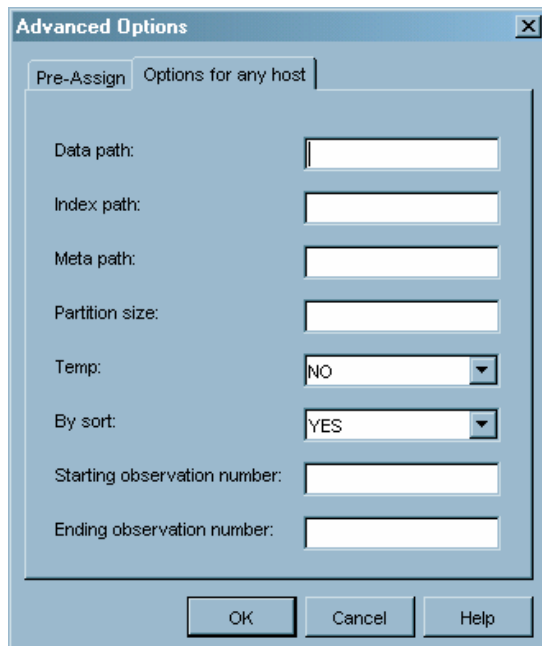 Advanced Options
Pre-Assign
Options for any host
Data path:
Index path:
Meta path:
Partition size:
Temp: NO
By sort: YES
Starting observation number:
Ending observation number:
OK Cancel Help